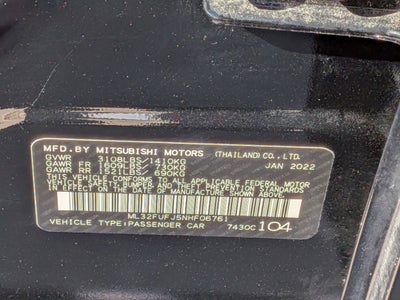 MFD.BY MITSUBISHI MOTORS (THAILAND) CO., LTD.
GVWR 3108LBS/1410KG JAN 2022
GAWR FR 1609LBS/ 730KG
GAWR RR 1521LBS/ 690KG
THIS VEHICLE CONFORMS TO ALL APPLICABLE FEDERAL MOTOR
VEHICLE SAFETY, BUMPER, AND THEFT PREVENTION STANDARDS
IN EFFECT ON THE DATE OF MANUFACTURE SHOWN ABOVE.
ML32FUFJ5NHF06761
VEHICLE TYPE:PASSENGER CAR 7430C 104